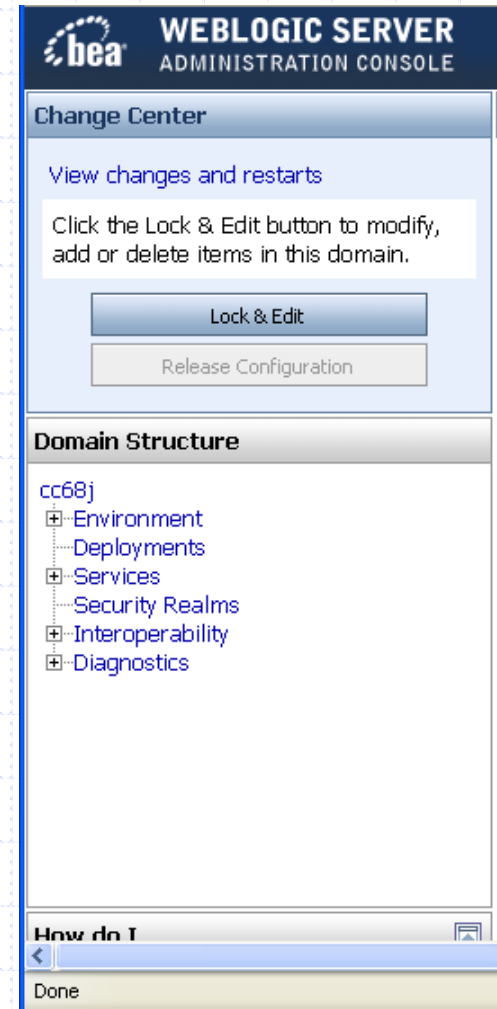 bea
WEBLOGIC SERVER
ADMINISTRATION CONSOLE
Change Center
View changes and restarts
Click the Lock & Edit button to modify,
add or delete items in this domain.
Lock & Edit
Release Configuration
Domain Structure
cc68j
Environment
Deployments
Services
Security Realms
Interoperability
Diagnostics
How do I
Done